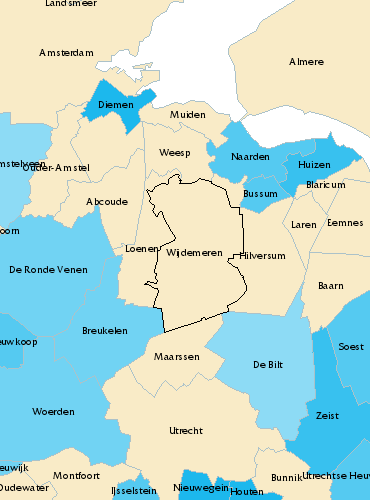 Landsmeer
Amsterdam
Almere
Diemen
Muiden
Weesp
Naarden
Huizen
mstelveen
Ouder-Amstel
Blaricum
Bussum
Abcoude
Laren
Eemnes
oorn
Loenen
Wijdemeren
Hilversum
De Ronde Venen
Baarn
Breukelen
euwkoop
Soest
Maarssen
De Bilt
Woerden
Zeist
Utrecht
euwijk
Montfoort
Bunnik
Utrechtse Heuv
Oudewater
IJsselstein
Nieuwegein
Houten